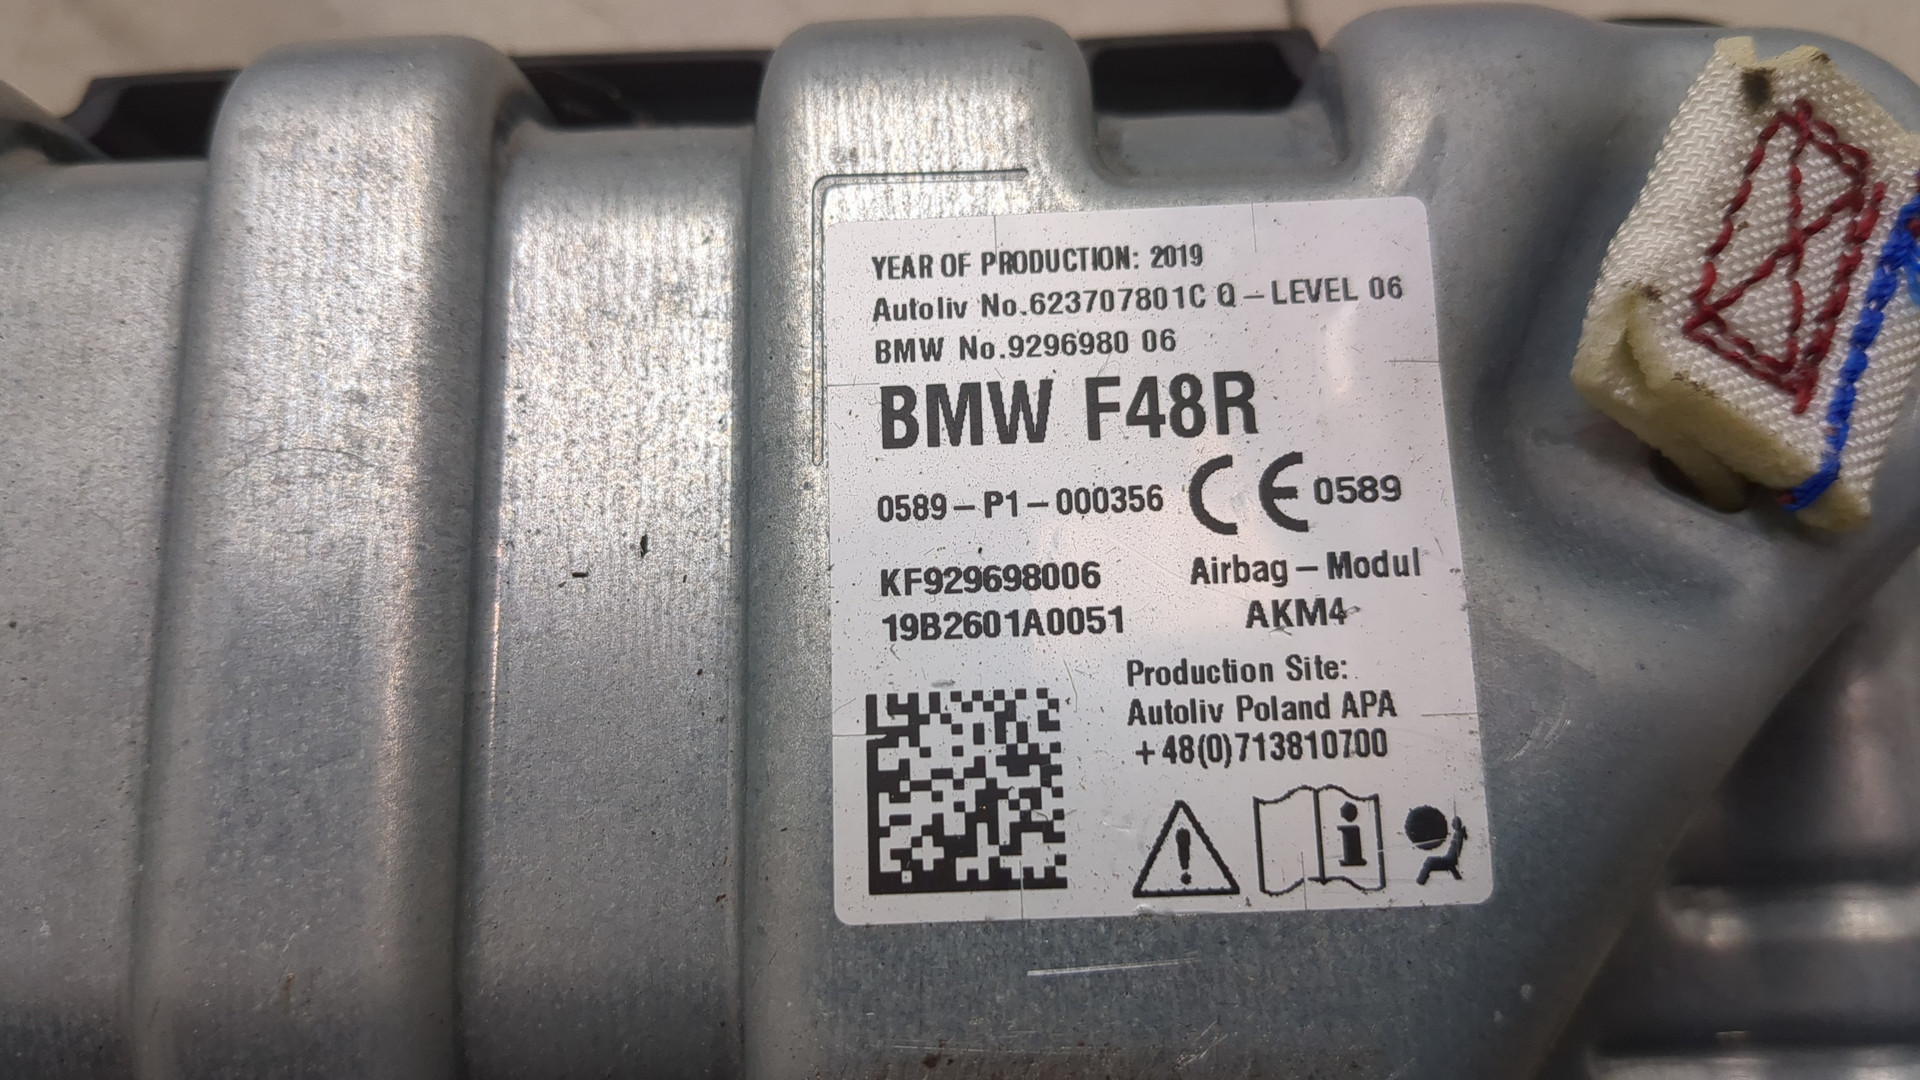 YEAR OF PRODUCTION: 2019
Autoliv No.623707801C Q – LEVEL 06
BMW No.9296980 06
BMW F48R
0589 – P1 – 000356 CE 0589
KF929698006 Airbag – Modul
19B2601A0051 AKM4
Production Site:
Autoliv Poland APA
+48(0)713810700